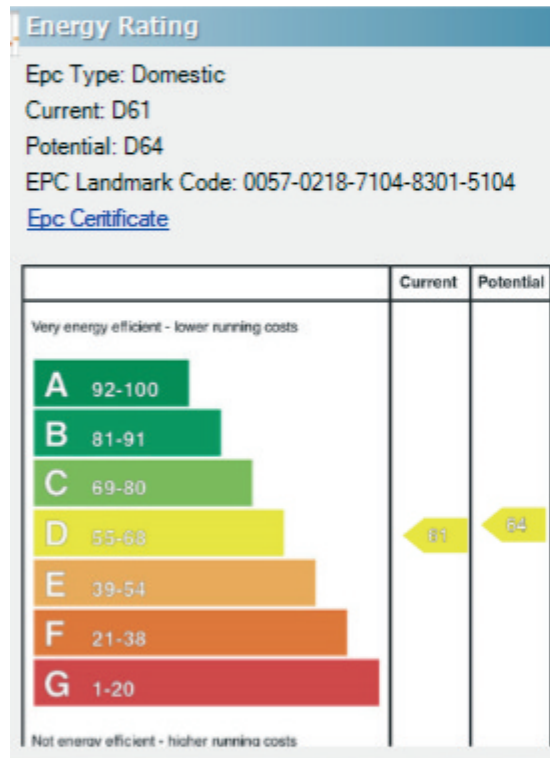 Energy Rating
Epc Type: Domestic
Current: D61
Potential: D64
EPC Landmark Code: 0057-0218-7104-8301-5104
Epc Ceritificate
Current Potential
Very energy efficient - lower running costs
A 92-100
B 81-91
C 69-80
D 55-68 61 64
E 39-54
F 21-38
G 1-20
Not energy efficient - higher running costs